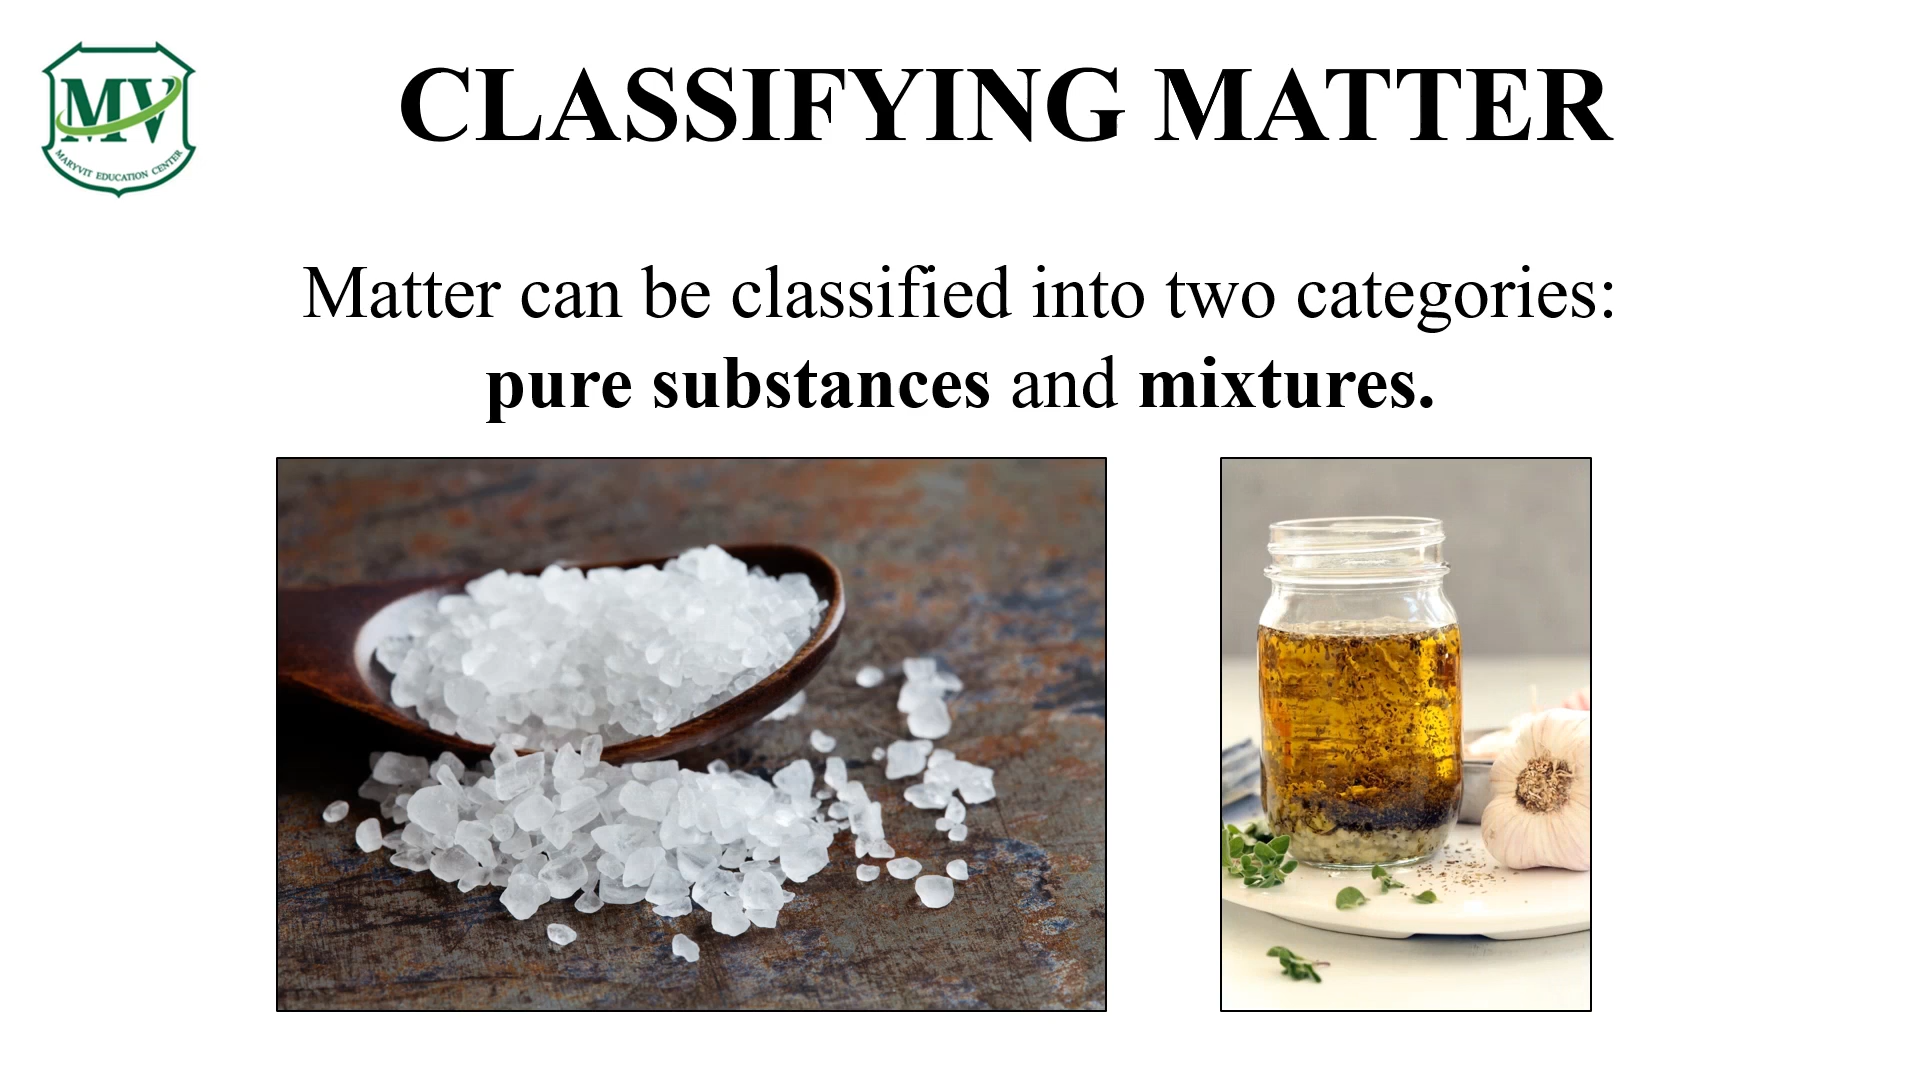 MV
MARYVIT EDUCATION CENTER
CLASSIFYING MATTER
Matter can be classified into two categories:
pure substances and mixtures.